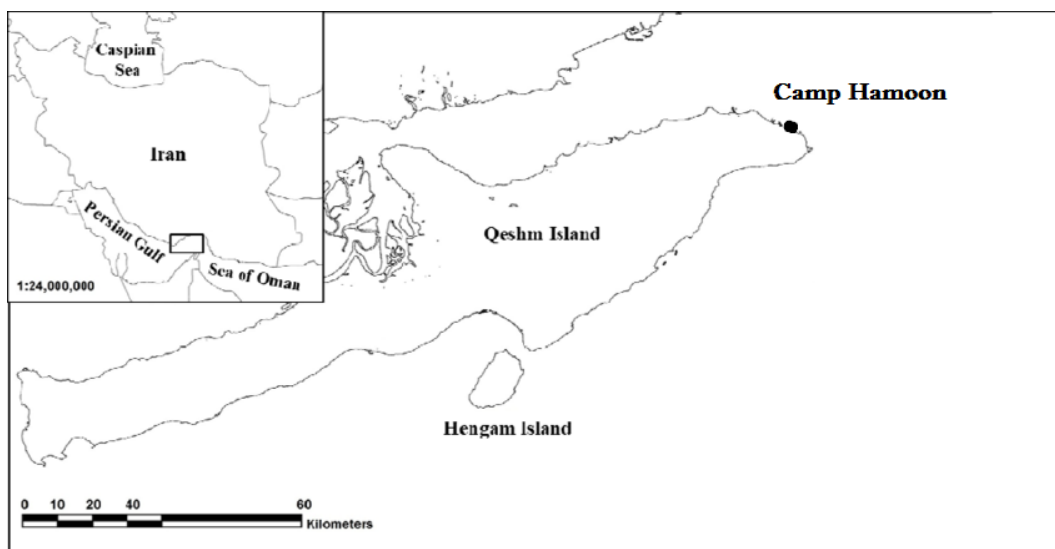 Caspian
Sea
Iran
Persian Gulf
Sea of Oman
1:24,000,000
Camp Hamoon
Qeshm Island
Hengam Island
0 10 20 40 60
Kilometers